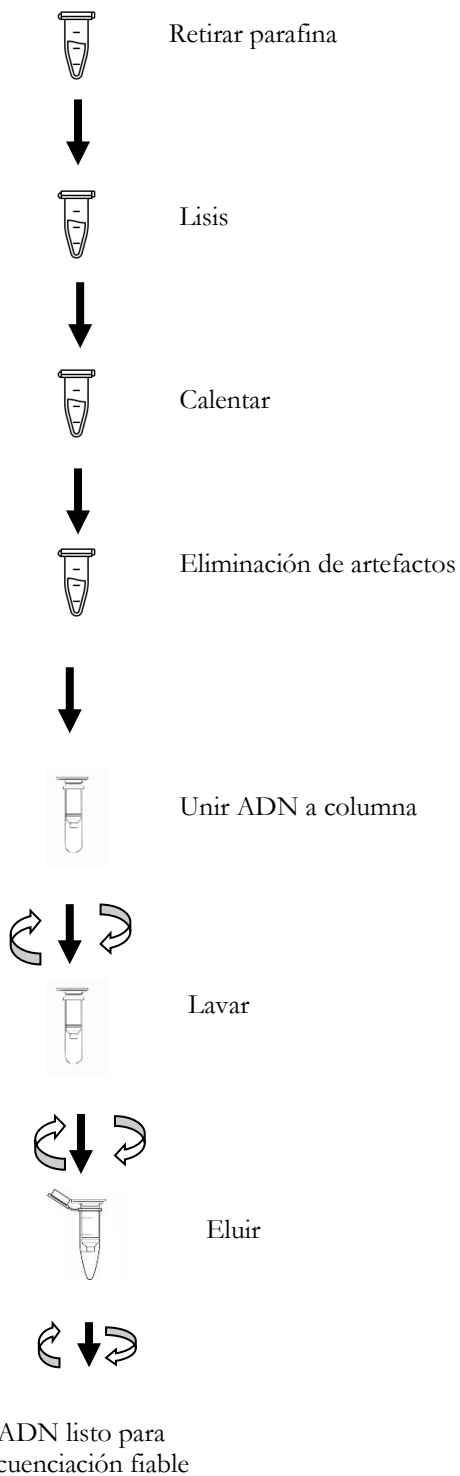 Retirar parafina
Lisis
Calentar
Eliminación de artefactos
Unir ADN a columna
Lavar
Eluir
ADN listo para
cuenciación fiable